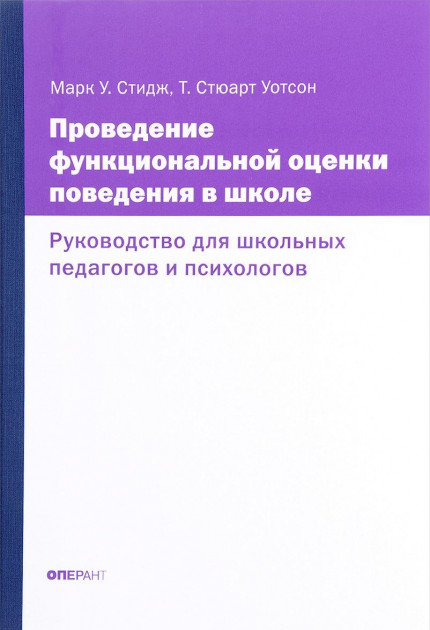 Марк У. Стидж, Т. Стюарт Уотсон
Проведение
функциональной оценки
поведения в школе
Руководство для школьных
педагогов и психологов
ОПЕРАНТ